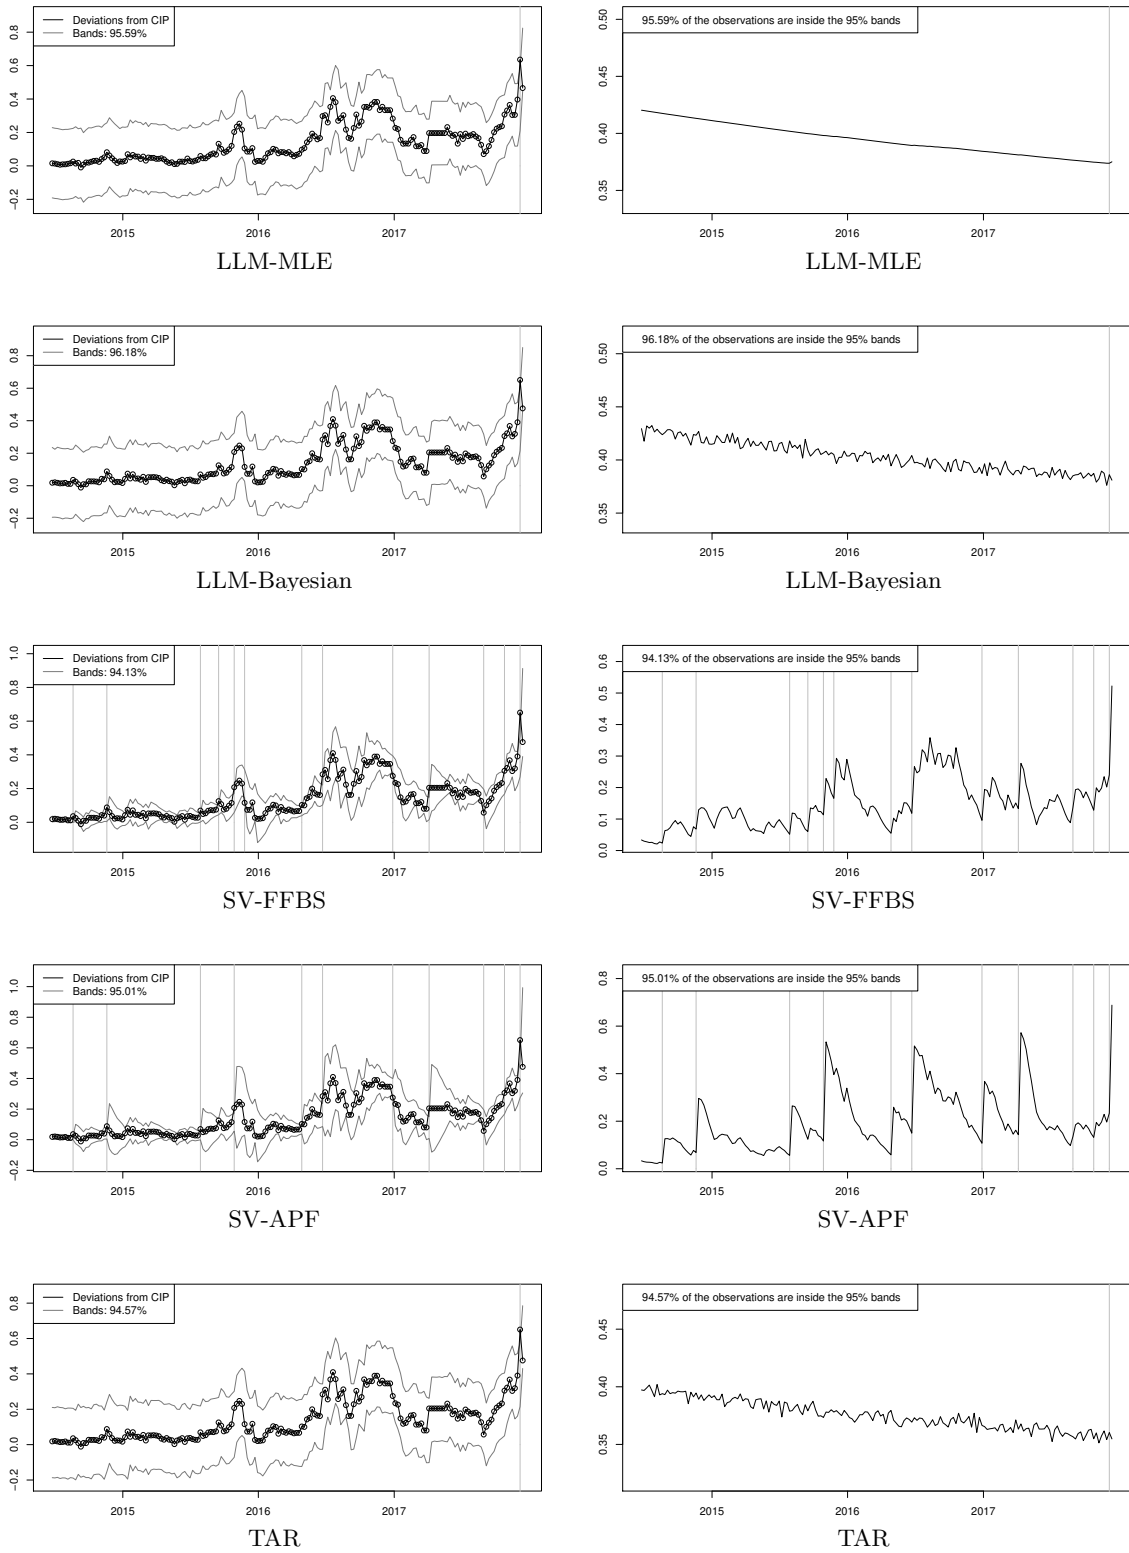 Deviations from CIP
Bands: 95.59%
−0.2 0.0 0.2 0.4 0.6 0.8
2015 2016 2017
LLM-MLE
95.59% of the observations are inside the 95% bands
0.35 0.40 0.45 0.50
2015 2016 2017
LLM-MLE
Deviations from CIP
Bands: 96.18%
−0.2 0.0 0.2 0.4 0.6 0.8
2015 2016 2017
LLM-Bayesian
96.18% of the observations are inside the 95% bands
0.35 0.40 0.45 0.50
2015 2016 2017
LLM-Bayesian
Deviations from CIP
Bands: 94.13%
0.0 0.2 0.4 0.6 0.8 1.0
2015 2016 2017
SV-FFBS
94.13% of the observations are inside the 95% bands
0.0 0.1 0.2 0.3 0.4 0.5 0.6
2015 2016 2017
SV-FFBS
Deviations from CIP
Bands: 95.01%
−0.2 0.0 0.2 0.4 0.6 0.8 1.0
2015 2016 2017
SV-APF
95.01% of the observations are inside the 95% bands
0.0 0.2 0.4 0.6 0.8
2015 2016 2017
SV-APF
Deviations from CIP
Bands: 94.57%
−0.2 0.0 0.2 0.4 0.6 0.8
2015 2016 2017
TAR
94.57% of the observations are inside the 95% bands
0.35 0.40 0.45
2015 2016 2017
TAR